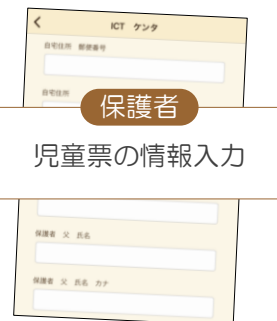 ICT ケンタ
自宅住所 郵便番号
自宅住所
保護者
児童票の情報入力
保護者 父 氏名
保護者 父 氏名 カナ